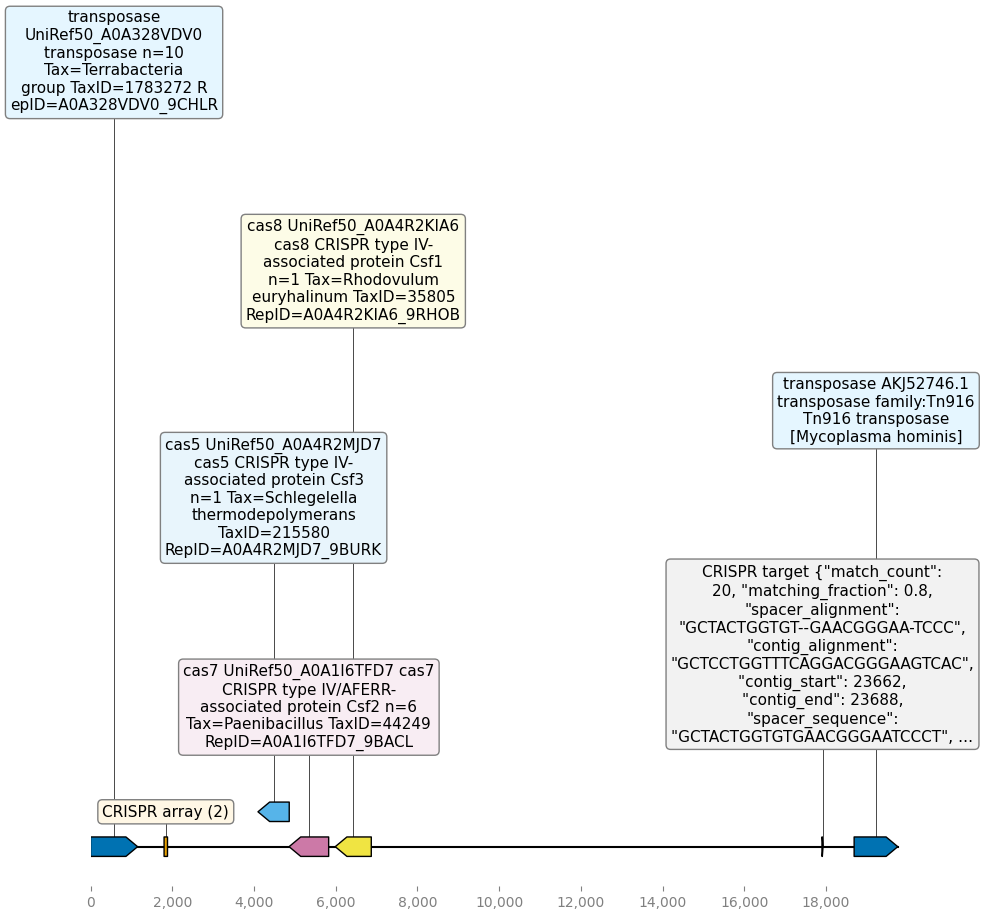 transposase
UniRef50_A0A328VDV0
transposase n=10
Tax=Terrabacteria
group TaxID=1783272 R
epID=A0A328VDV0_9CHLR
cas8 UniRef50_A0A4R2KIA6
cas8 CRISPR type IV-
associated protein Csf1
n=1 Tax=Rhodovulum
euryhalinum TaxID=35805
RepID=A0A4R2KIA6_9RHOB
transposase AKJ52746.1
transposase family:Tn916
Tn916 transposase
[Mycoplasma hominis]
cas5 UniRef50_A0A4R2MJD7
cas5 CRISPR type IV-
associated protein Csf3
n=1 Tax=Schlegelella
thermodepolymerans
TaxID=215580
RepID=A0A4R2MJD7_9BURK
CRISPR target {"match_count":
20, "matching_fraction": 0.8,
"spacer_alignment":
"GCTACTGGTGT--GAACGGGAA-TCCC",
"contig_alignment":
"GCTCCTGGTTTCAGGACGGGAAGTCAC",
"contig_start": 23662,
"contig_end": 23688,
"spacer_sequence":
"GCTACTGGTGTGAACGGGAATCCCT", ...
cas7 UniRef50_A0A1I6TFD7 cas7
CRISPR type IV/AFERR-
associated protein Csf2 n=6
Tax=Paenibacillus TaxID=44249
RepID=A0A1I6TFD7_9BACL
CRISPR array (2)
0
2,000
4,000
6,000
8,000
10,000
12,000
14,000
16,000
18,000